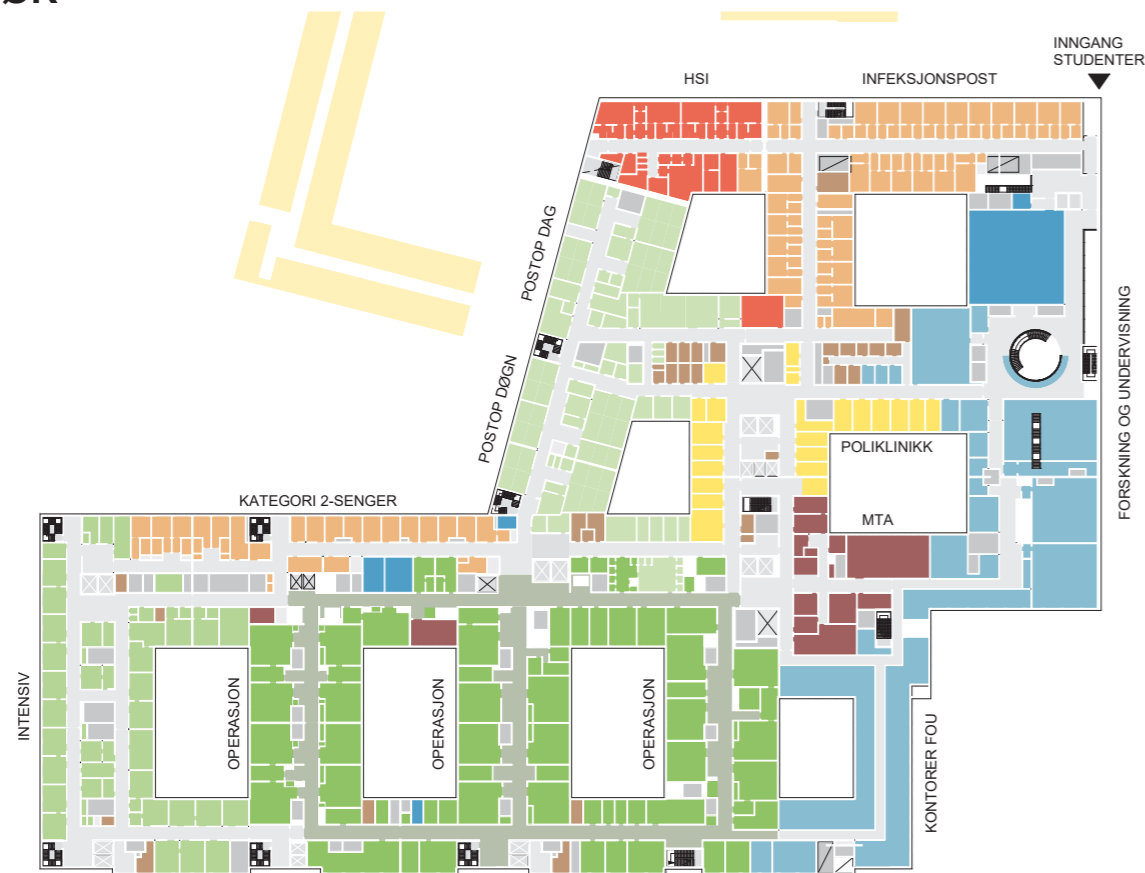 INNGANG
STUDENTER
HSI
INFEKSJONSPOST
POSTOP DAG
FORSKNING OG UNDERVISNING
POSTOP DØGN
POLIKLINIKK
KATEGORI 2-SENGER
MTA
INTENSIV
OPERASJON
OPERASJON
OPERASJON
KONTORER FOU